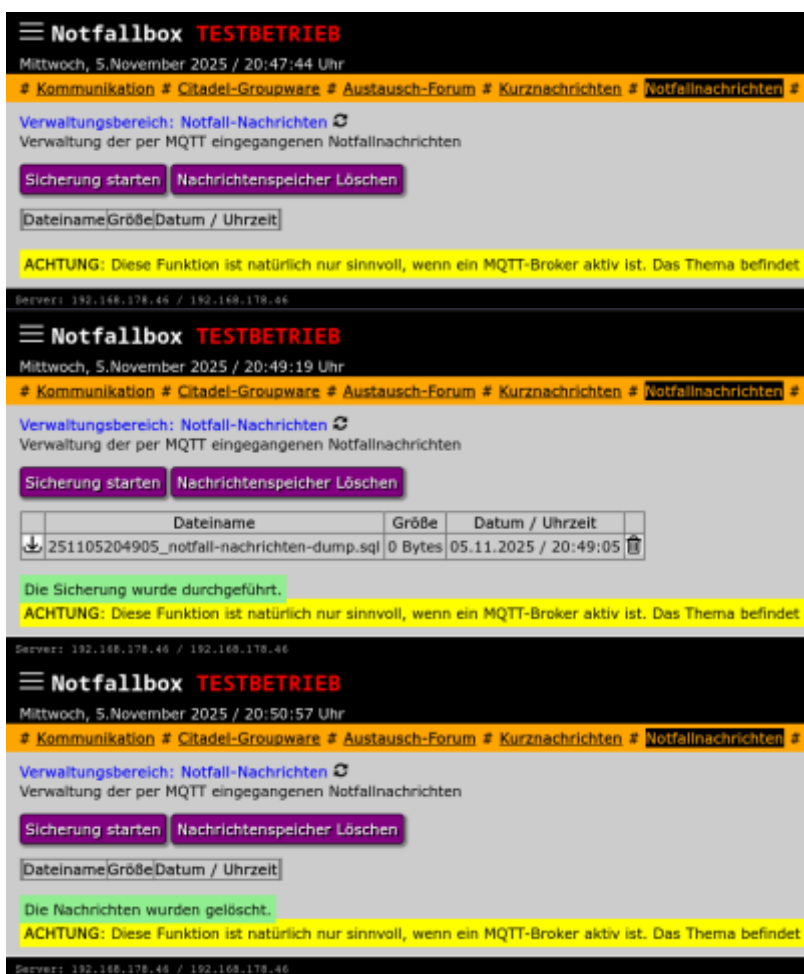 Notfallbox TESTBETRIEB
Mittwoch, 5.November 2025 / 20:47:44 Uhr
# Kommunikation # Citadel-Groupware # Austausch-Forum # Kurznachrichten # Notfallnachrichten #
Verwaltungsbereich: Notfall-Nachrichten
Verwaltung der per MQTT eingegangenen Notfallnachrichten
Sicherung starten Nachrichtenspeicher Löschen
Dateiname Größe Datum / Uhrzeit
ACHTUNG: Diese Funktion ist natürlich nur sinnvoll, wenn ein MQTT-Broker aktiv ist. Das Thema befindet
Server: 192.168.178.46 / 192.168.178.46
Notfallbox TESTBETRIEB
Mittwoch, 5.November 2025 / 20:49:19 Uhr
# Kommunikation # Citadel-Groupware # Austausch-Forum # Kurznachrichten # Notfallnachrichten #
Verwaltungsbereich: Notfall-Nachrichten
Verwaltung der per MQTT eingegangenen Notfallnachrichten
Sicherung starten Nachrichtenspeicher Löschen
Dateiname Größe Datum / Uhrzeit
251105204905_notfall-nachrichten-dump.sql 0 Bytes 05.11.2025 / 20:49:05
Die Sicherung wurde durchgeführt.
ACHTUNG: Diese Funktion ist natürlich nur sinnvoll, wenn ein MQTT-Broker aktiv ist. Das Thema befindet
Server: 192.168.178.46 / 192.168.178.46
Notfallbox TESTBETRIEB
Mittwoch, 5.November 2025 / 20:50:57 Uhr
# Kommunikation # Citadel-Groupware # Austausch-Forum # Kurznachrichten # Notfallnachrichten #
Verwaltungsbereich: Notfall-Nachrichten
Verwaltung der per MQTT eingegangenen Notfallnachrichten
Sicherung starten Nachrichtenspeicher Löschen
Dateiname Größe Datum / Uhrzeit
Die Nachrichten wurden gelöscht.
ACHTUNG: Diese Funktion ist natürlich nur sinnvoll, wenn ein MQTT-Broker aktiv ist. Das Thema befindet
Server: 192.168.178.46 / 192.168.178.46